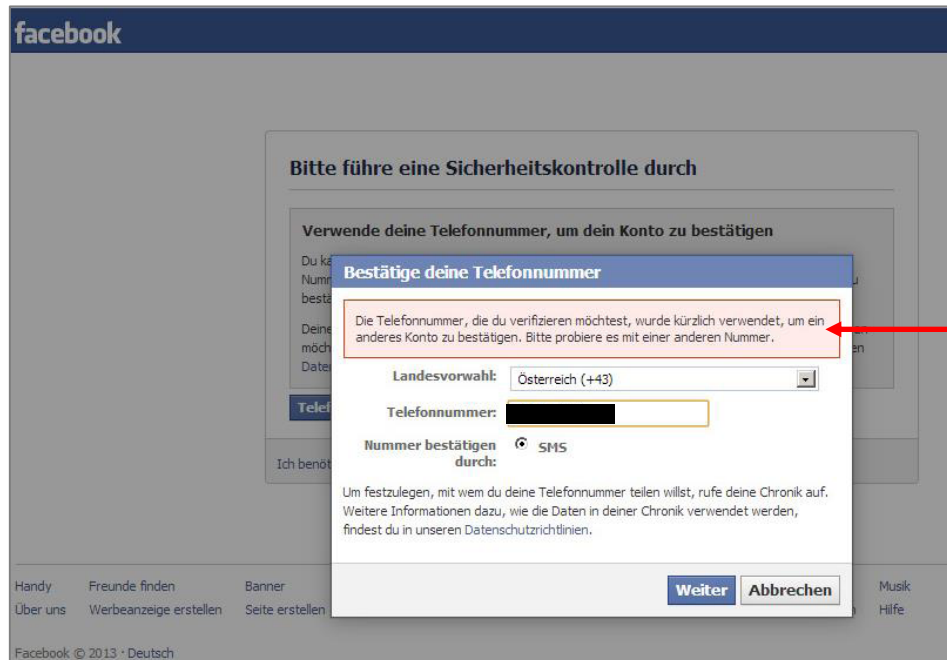 facebook
Bitte führe eine Sicherheitskontrolle durch
Verwende deine Telefonnummer, um dein Konto zu bestätigen
Du
Bestätige deine Telefonnummer
Die Telefonnummer, die du verifizieren möchtest, wurde kürzlich verwendet, um ein
anderes Konto zu bestätigen. Bitte probiere es mit einer anderen Nummer.
Landesvorwahl:
Österreich (+43)
Telefonnummer:
Nummer bestätigen
durch:
SMS
Um festzulegen, mit wem du deine Telefonnummer teilen willst, rufe deine Chronik auf.
Weitere Informationen dazu, wie die Daten in deiner Chronik verwendet werden,
findest du in unseren Datenschutzrichtlinien.
Weiter Abbrechen
Ich
Handy Freunde finden Banner Musik
Über uns Werbeanzeige erstellen Seite erstellen Hilfe
Facebook © 2013 · Deutsch